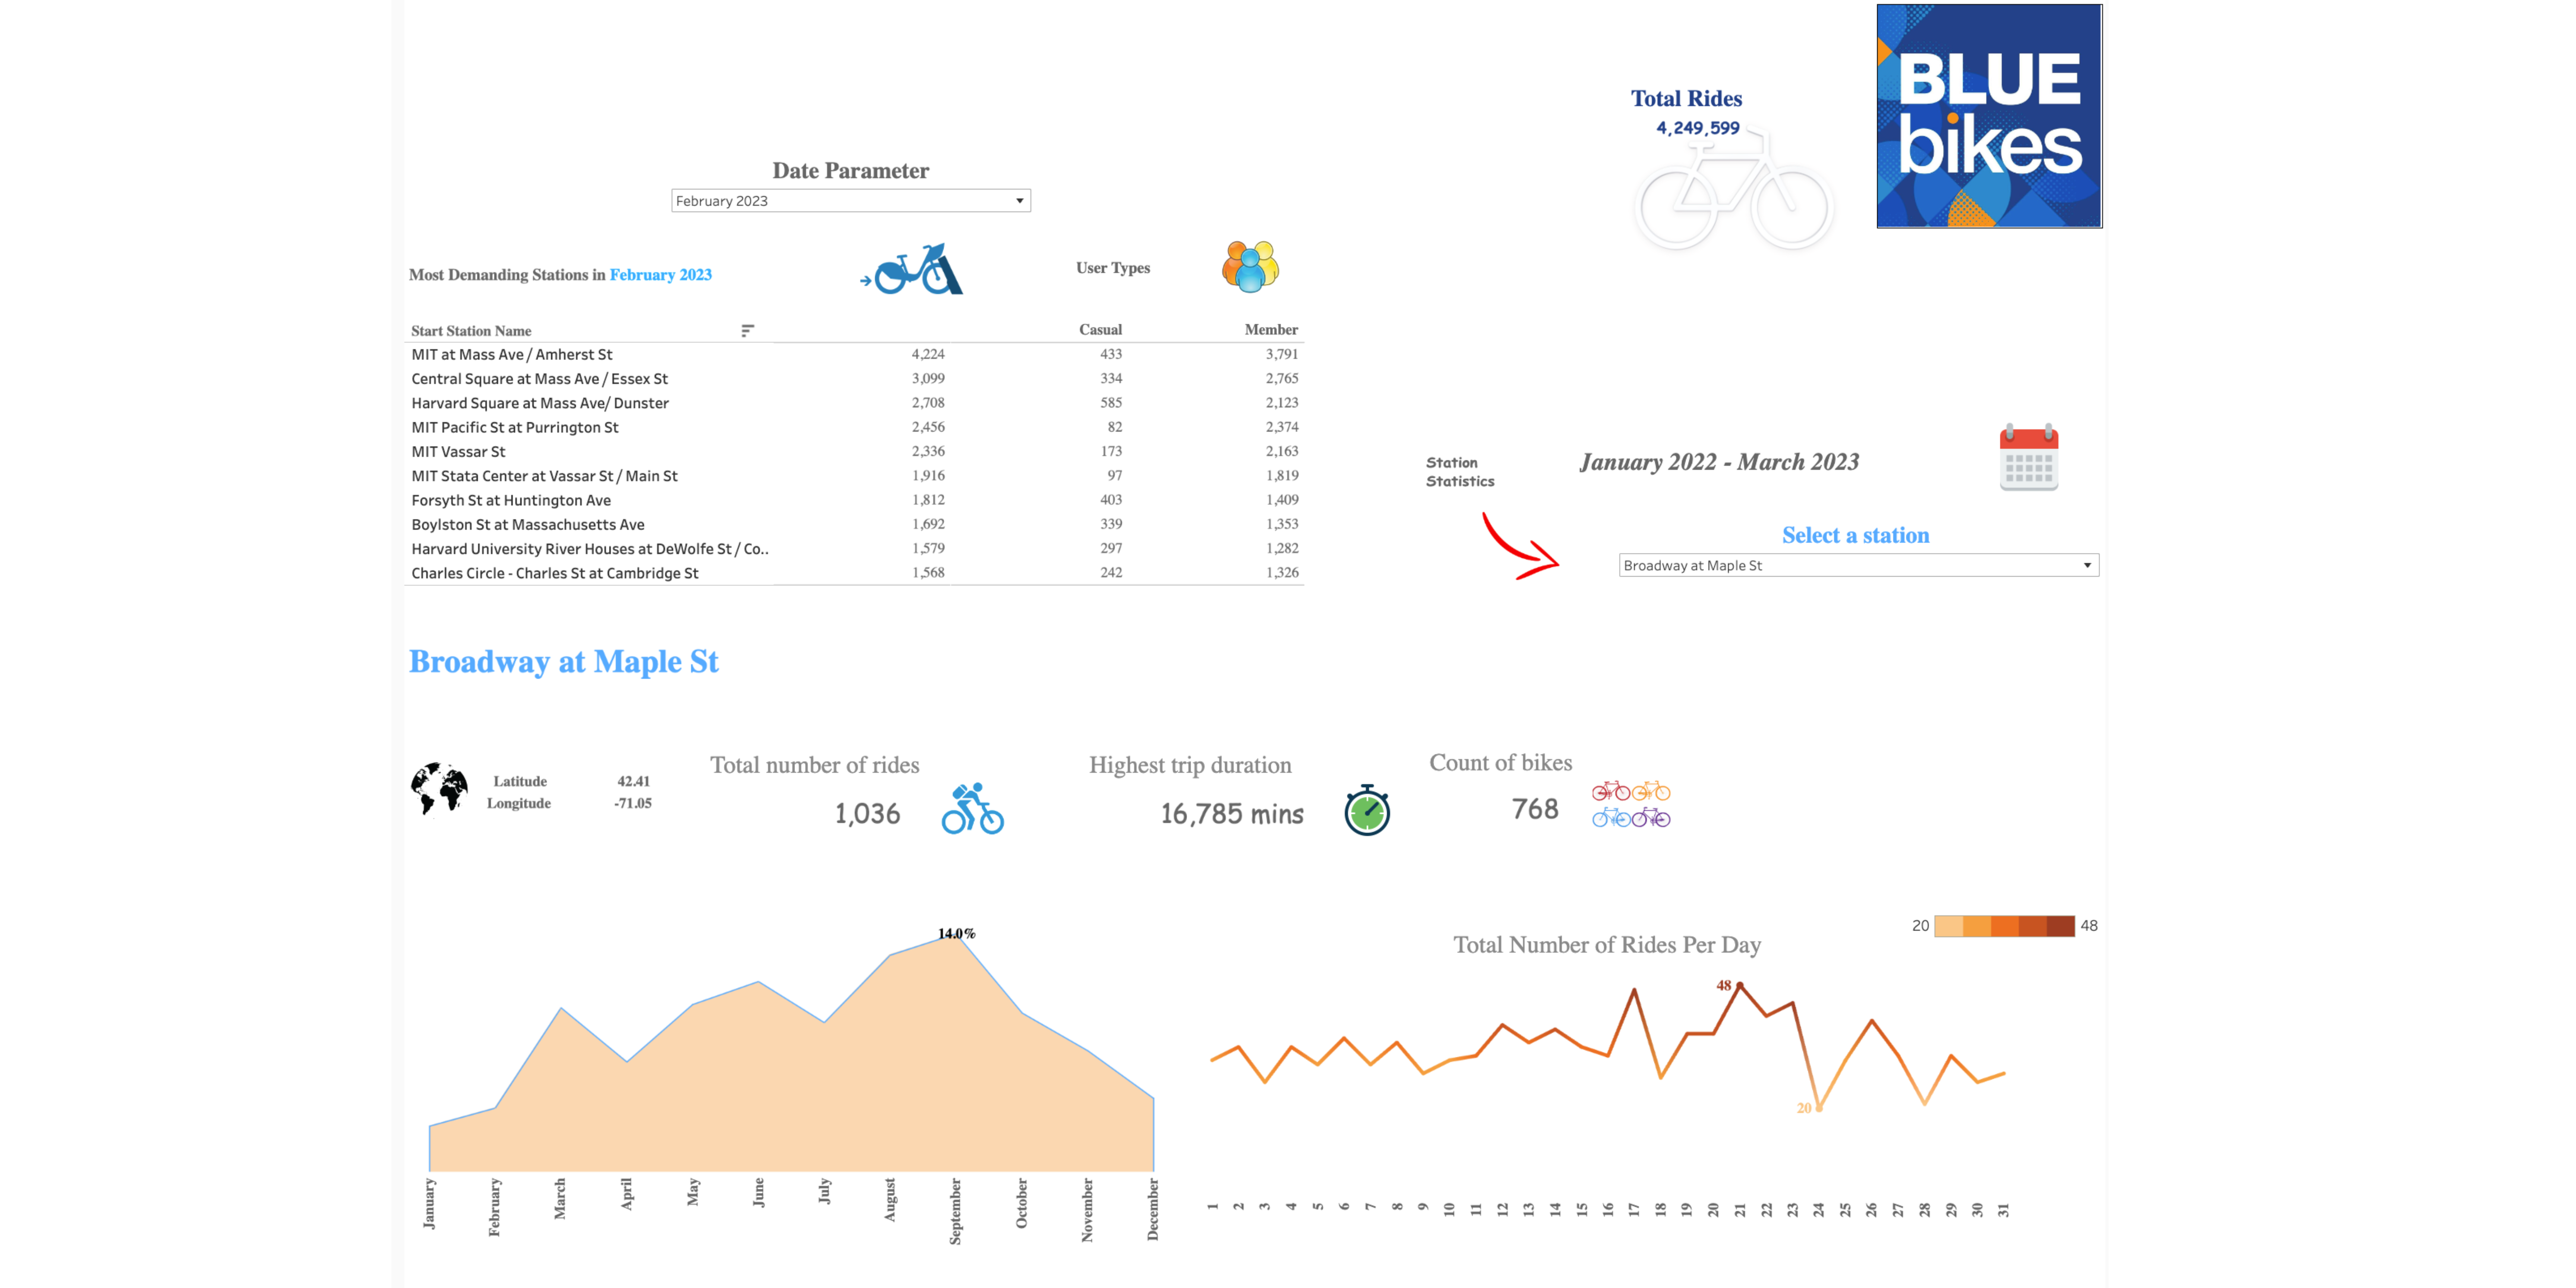 BLUE
bikes
Total Rides
4,249,599
Date Parameter
February 2023
Most Demanding Stations in February 2023
User Types
Start Station Name Casual Member
MIT at Mass Ave / Amherst St 4,224 433 3,791
Central Square at Mass Ave / Essex St 3,099 334 2,765
Harvard Square at Mass Ave/ Dunster 2,708 585 2,123
MIT Pacific St at Purrington St 2,456 82 2,374
MIT Vassar St 2,336 173 2,163
MIT Stata Center at Vassar St / Main St 1,916 97 1,819
Forsyth St at Huntington Ave 1,812 403 1,409
Boylston St at Massachusetts Ave 1,692 339 1,353
Harvard University River Houses at DeWolfe St / Co.. 1,579 297 1,282
Charles Circle - Charles St at Cambridge St 1,568 242 1,326
Station
Statistics
January 2022 - March 2023
Select a station
Broadway at Maple St
Broadway at Maple St
Latitude 42.41
Longitude -71.05
Total number of rides
1,036
Highest trip duration
16,785 mins
Count of bikes
768
14.0%
January February March April May June July August September October November December
20 48
Total Number of Rides Per Day
48
20
1 2 3 4 5 6 7 8 9 10 11 12 13 14 15 16 17 18 19 20 21 22 23 24 25 26 27 28 29 30 31